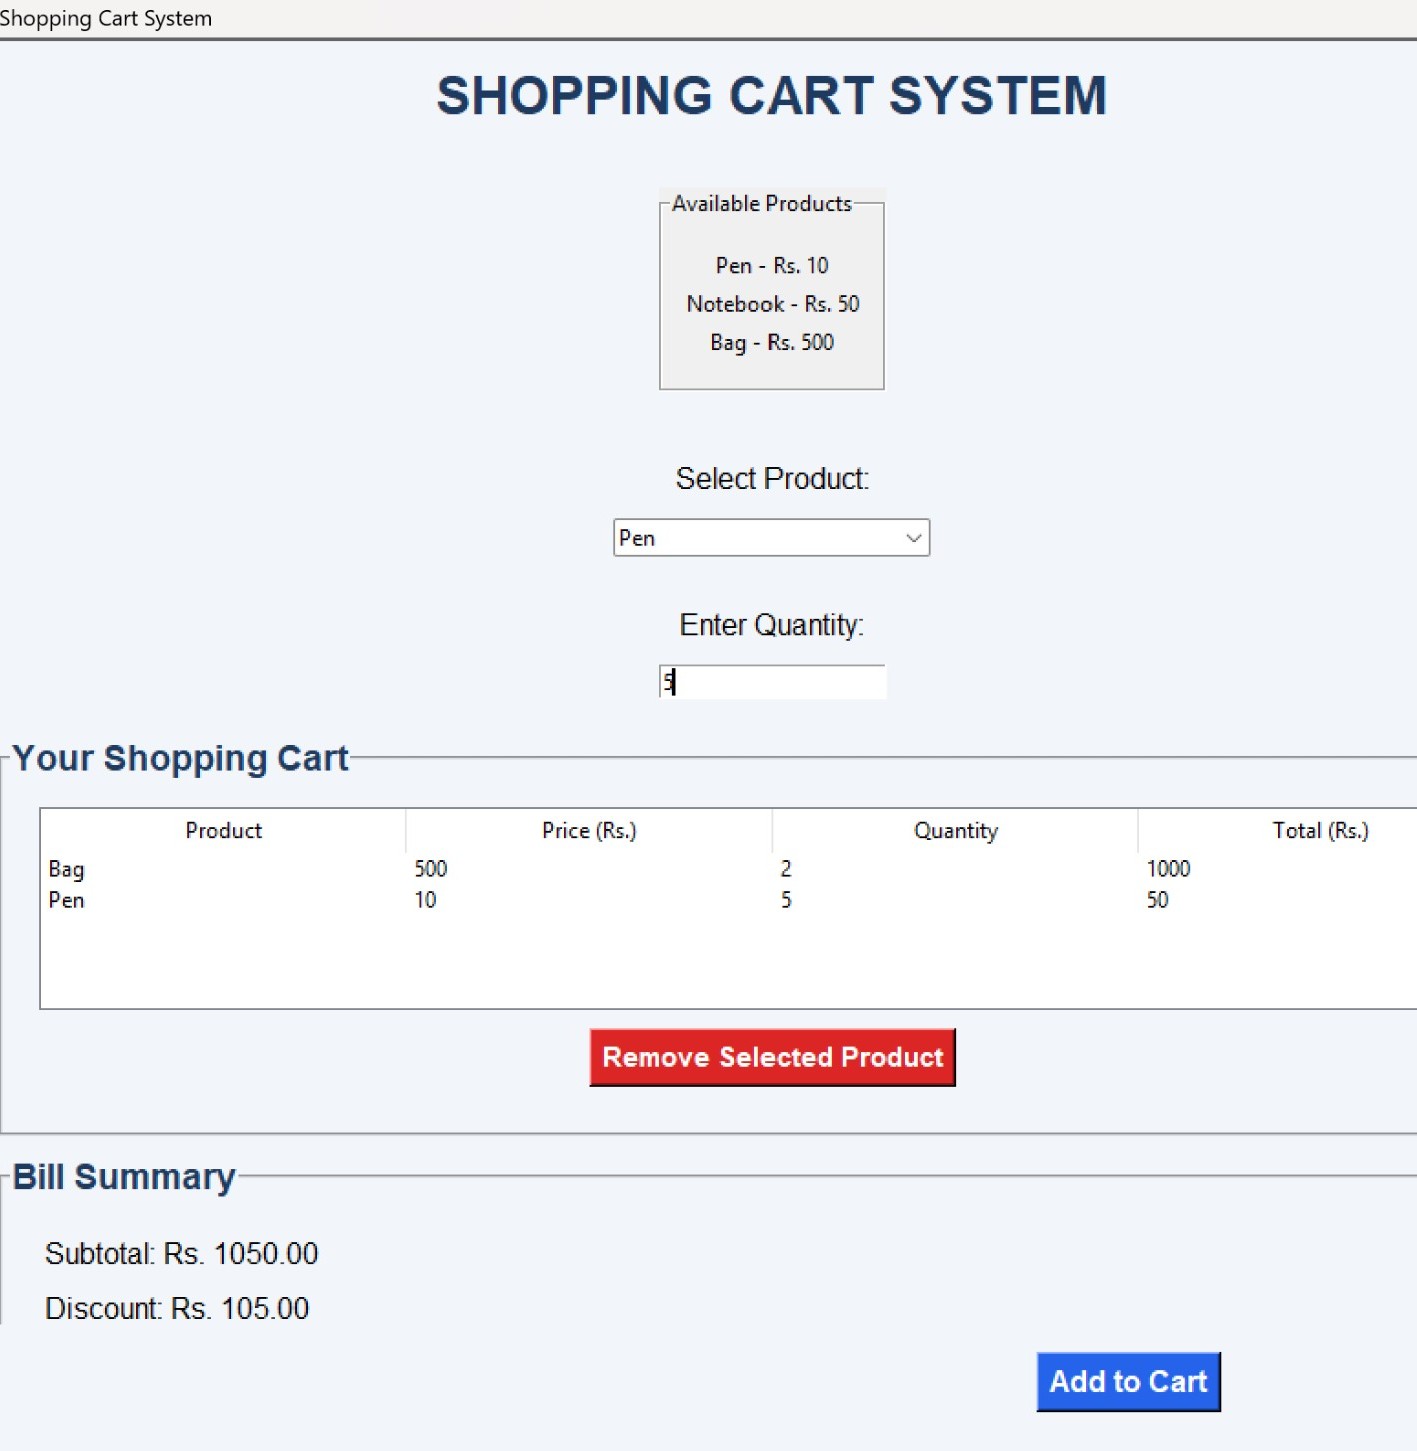 Shopping Cart System
SHOPPING CART SYSTEM
Available Products
Pen - Rs. 10
Notebook - Rs. 50
Bag - Rs. 500
Select Product:
Pen
Enter Quantity:
5
Your Shopping Cart
Product Price (Rs.) Quantity Total (Rs.)
Bag 500 2 1000
Pen 10 5 50
Remove Selected Product
Bill Summary
Subtotal: Rs. 1050.00
Discount: Rs. 105.00
Add to Cart